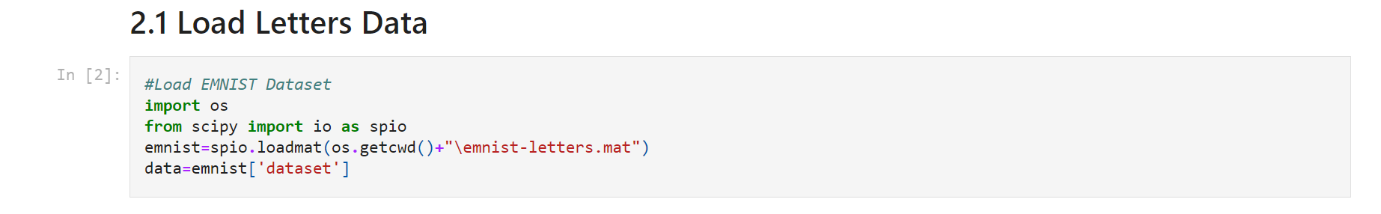 2.1 Load Letters Data
In [2]:
#Load EMNIST Dataset
import os
from scipy import io as spio
emnist=spio.loadmat(os.getcwd()+"\emnist-letters.mat")
data=emnist['dataset']